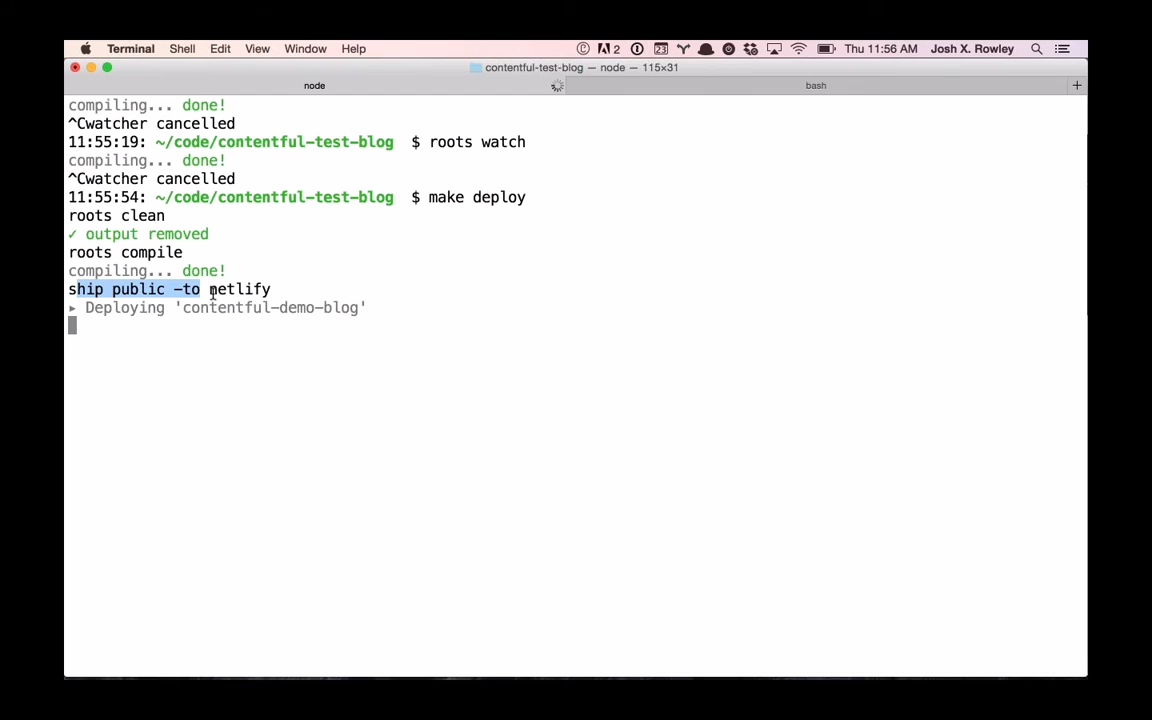 Terminal Shell Edit View Window Help 2 23 Thu 11:56 AM Josh X. Rowley
contentful-test-blog — node — 115×31
node bash +
compiling... done!
^Cwatcher cancelled
11:55:19: ~/code/contentful-test-blog $ roots watch
compiling... done!
^Cwatcher cancelled
11:55:54: ~/code/contentful-test-blog $ make deploy
roots clean
✓ output removed
roots compile
compiling... done!
ship public -to netlify
▸ Deploying 'contentful-demo-blog'